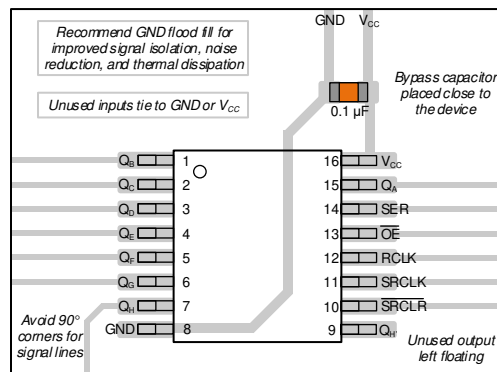 Recommend GND flood fill for
improved signal isolation, noise
reduction, and thermal dissipation
Unused inputs tie to GND or VCC
GND VCC
0.1 µF
Bypass capacitor
placed close to
the device
QB 1 16 VCC
QC 2 15 QA
QD 3 14 SER
QE 4 13 OE
QF 5 12 RCLK
QG 6 11 SRCLK
QH 7 10 SRCLR
GND 8 9 QH'
Avoid 90°
corners for
signal lines
Unused output
left floating